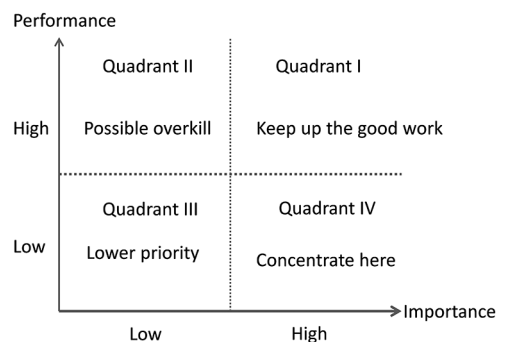 Performance
Quadrant II
Quadrant I
High
Possible overkill
Keep up the good work
Quadrant III
Quadrant IV
Low
Lower priority
Concentrate here
Importance
Low
High